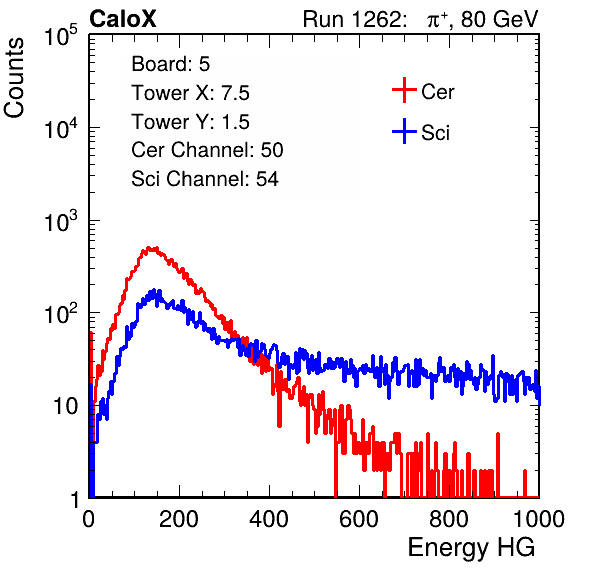 CaloX Run 1262: π⁺, 80 GeV
Counts
10⁵
10⁴
10³
10²
10
1
Board: 5
Tower X: 7.5
Tower Y: 1.5
Cer Channel: 50
Sci Channel: 54
Cer
Sci
0 200 400 600 800 1000
Energy HG